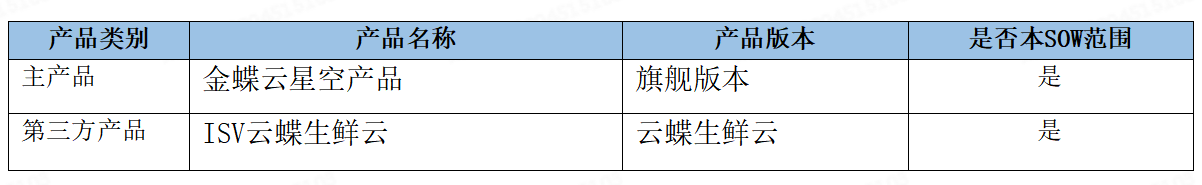 产品类别 产品名称 产品版本 是否本SOW范围
主产品 金蝶云星空产品 旗舰版本 是
第三方产品 ISV云蝶生鲜云 云蝶生鲜云 是